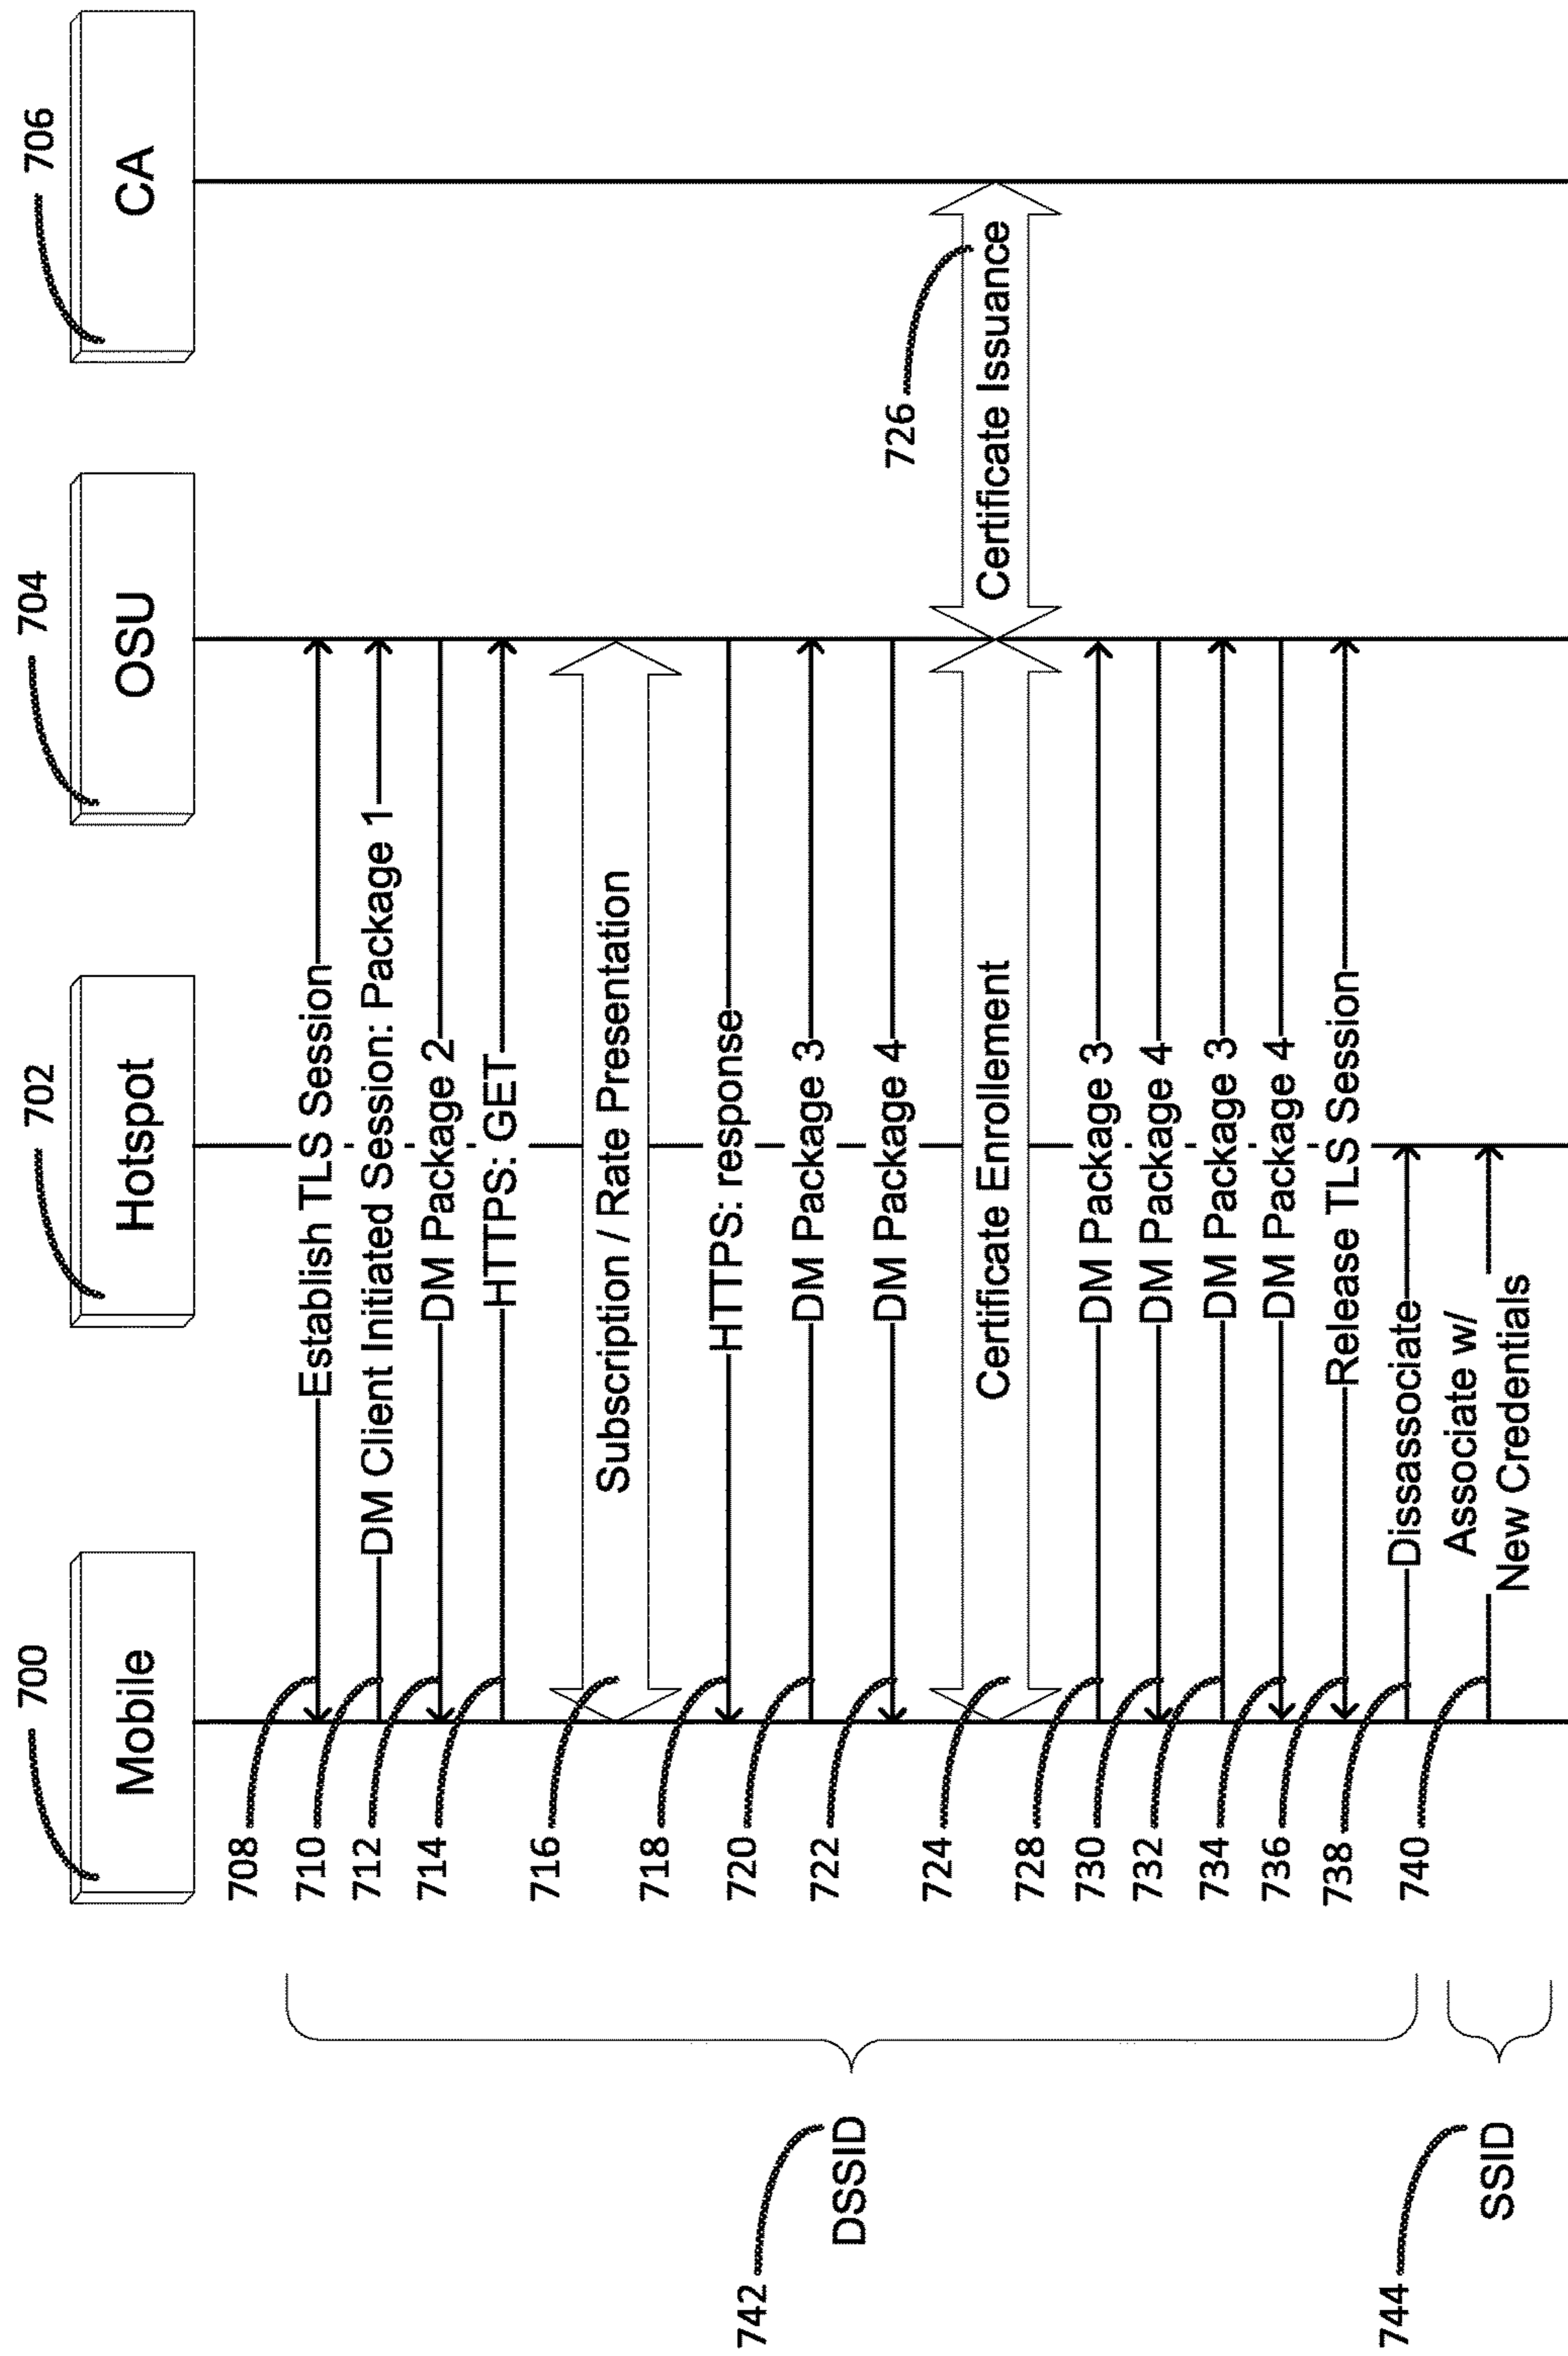 700
702
704
706
Mobile
Hotspot
OSU
CA
708
Establish TLS Session
710
DM Client Initiated Session: Package 1
712
DM Package 2
714
HTTPS: GET
716
Subscription / Rate Presentation
718
HTTPS: response
720
DM Package 3
722
DM Package 4
724
Certificate Enrollement
726
Certificate Issuance
728
DM Package 3
730
DM Package 4
732
DM Package 3
734
DM Package 4
736
Release TLS Session
738
Dissassociate
740
Associate w/
New Credentials
742
DSSID
744
SSID